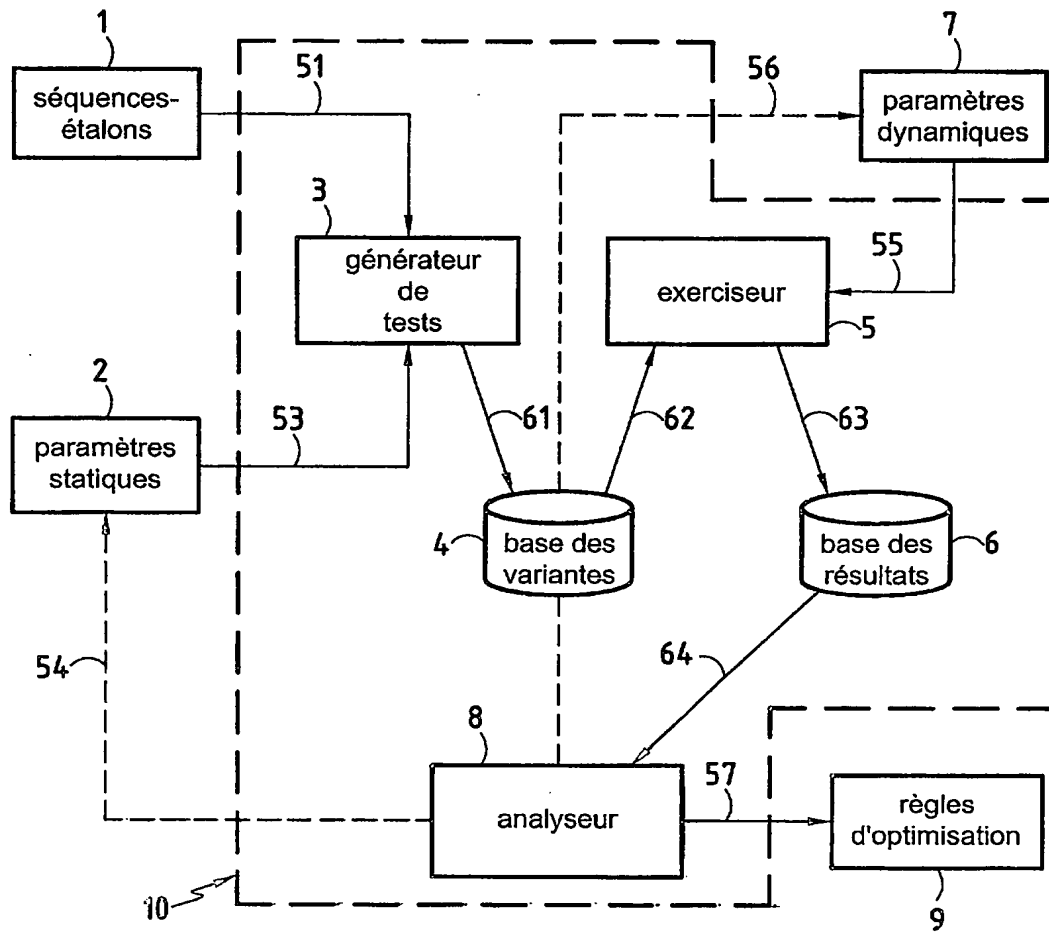 1
séquences-
étalons
51
56
7
paramètres
dynamiques
3
générateur
de
tests
exerciseur
55
5
2
paramètres
statiques
53
61
62
63
4
base des
variantes
base des
résultats
6
54
64
8
analyseur
57
règles
d'optimisation
9
10